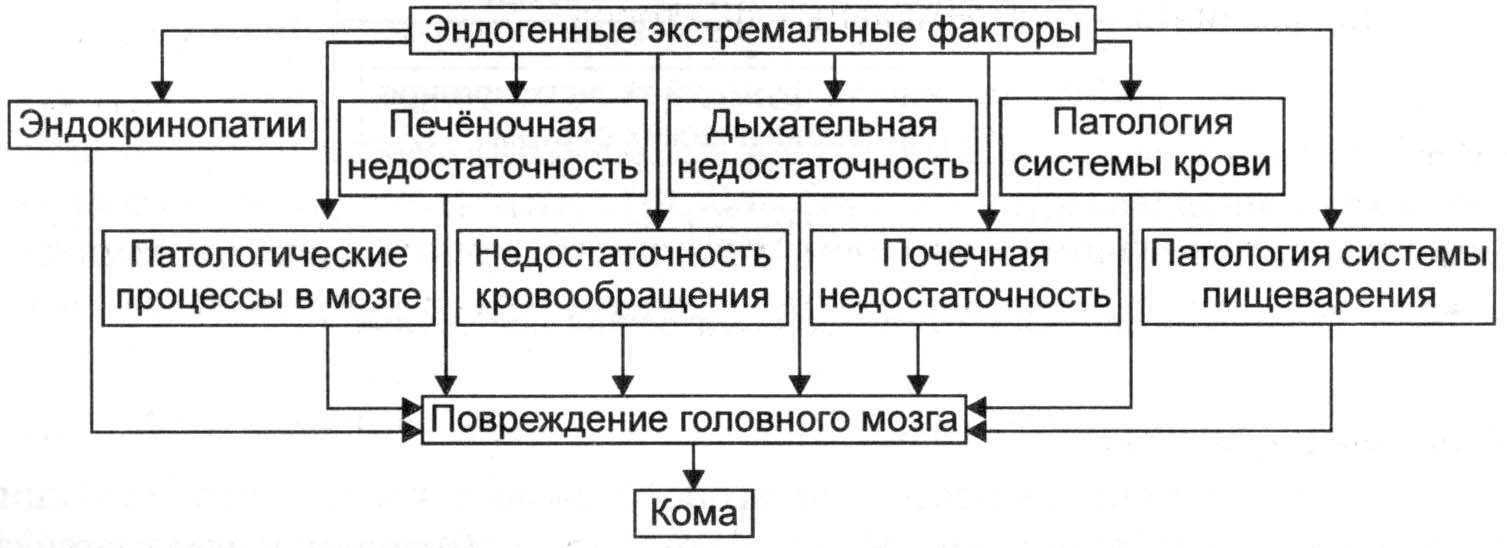 Эндогенные экстремальные факторы
Эндокринопатии
Печёночная
недостаточность
Дыхательная
недостаточность
Патология
системы крови
Патологические
процессы в мозге
Недостаточность
кровообращения
Почечная
недостаточность
Патология системы
пищеварения
Повреждение головного мозга
Кома